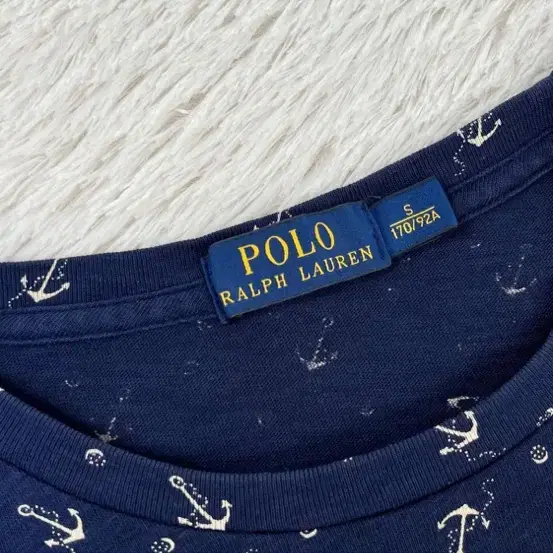 POLO
RALPH LAUREN
S
170/92A